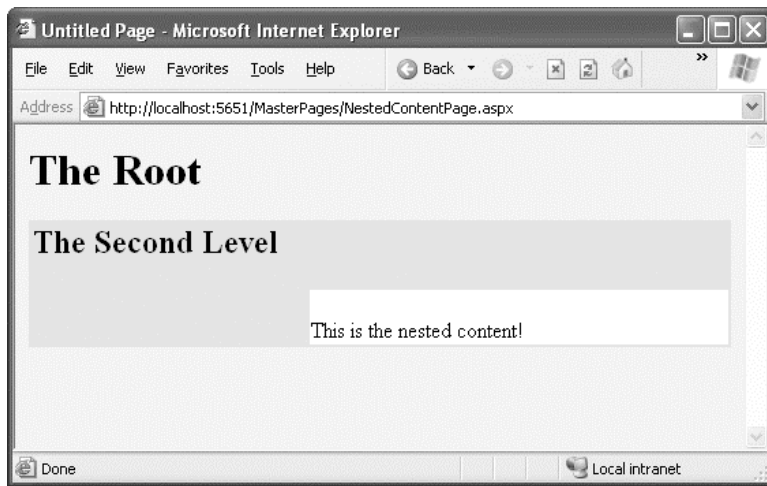 Untitled Page - Microsoft Internet Explorer
File Edit View Favorites Tools Help Back »
Address http://localhost:5651/MasterPages/NestedContentPage.aspx
The Root
The Second Level
This is the nested content!
Done Local intranet